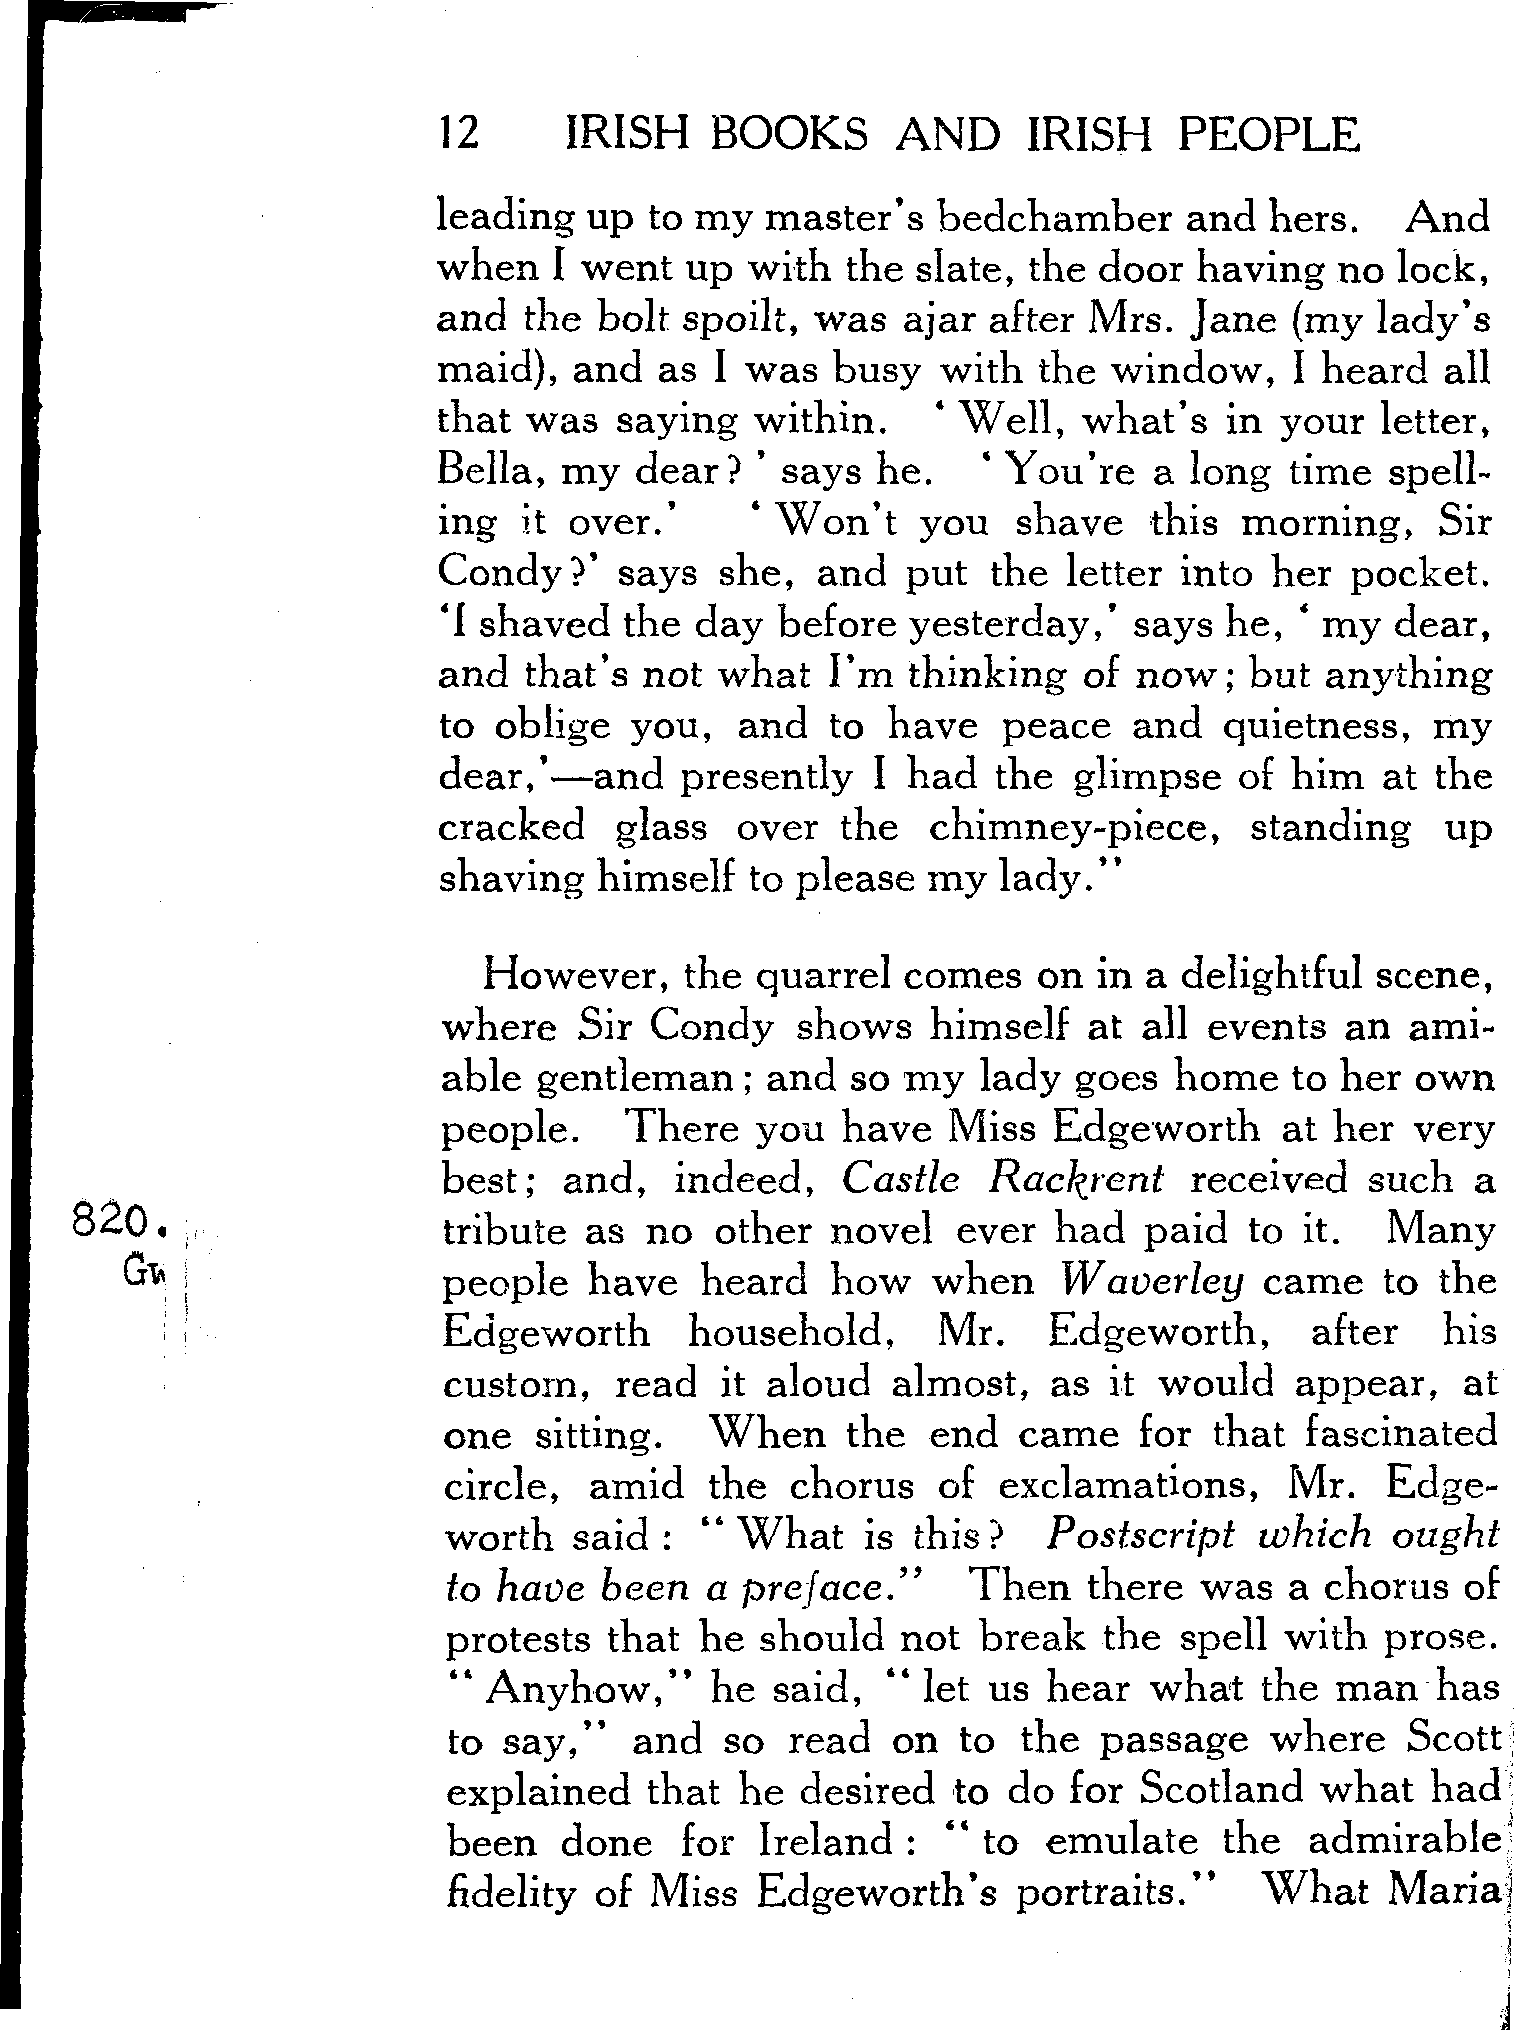 12 IRISH BOOKS AND IRISH PEOPLE
leading up to my master's bedchamber and hers. And
when I went up with the slate, the door having no lock,
and the bolt spoilt, was ajar after Mrs. Jane (my lady's
maid), and as I was busy with the window, I heard all
that was saying within. ‘Well, what's in your letter,
Bella, my dear?’ says he. ‘You're a long time spell-
ing it over.’ ‘Won't you shave this morning, Sir
Condy?’ says she, and put the letter into her pocket.
‘I shaved the day before yesterday,’ says he, ‘my dear,
and that's not what I'm thinking of now; but anything
to oblige you, and to have peace and quietness, my
dear,’—and presently I had the glimpse of him at the
cracked glass over the chimney-piece, standing up
shaving himself to please my lady.”
However, the quarrel comes on in a delightful scene,
where Sir Condy shows himself at all events an ami-
able gentleman; and so my lady goes home to her own
people. There you have Miss Edgeworth at her very
best; and, indeed, Castle Rackrent received such a
tribute as no other novel ever had paid to it. Many
people have heard how when Waverley came to the
Edgeworth household, Mr. Edgeworth, after his
custom, read it aloud almost, as it would appear, at
one sitting. When the end came for that fascinated
circle, amid the chorus of exclamations, Mr. Edge-
worth said: “What is this? Postscript which ought
to have been a preface.” Then there was a chorus of
protests that he should not break the spell with prose.
“Anyhow,” he said, “let us hear what the man has
to say,” and so read on to the passage where Scott
explained that he desired to do for Scotland what had
been done for Ireland: “to emulate the admirable
fidelity of Miss Edgeworth's portraits.” What Maria
820.